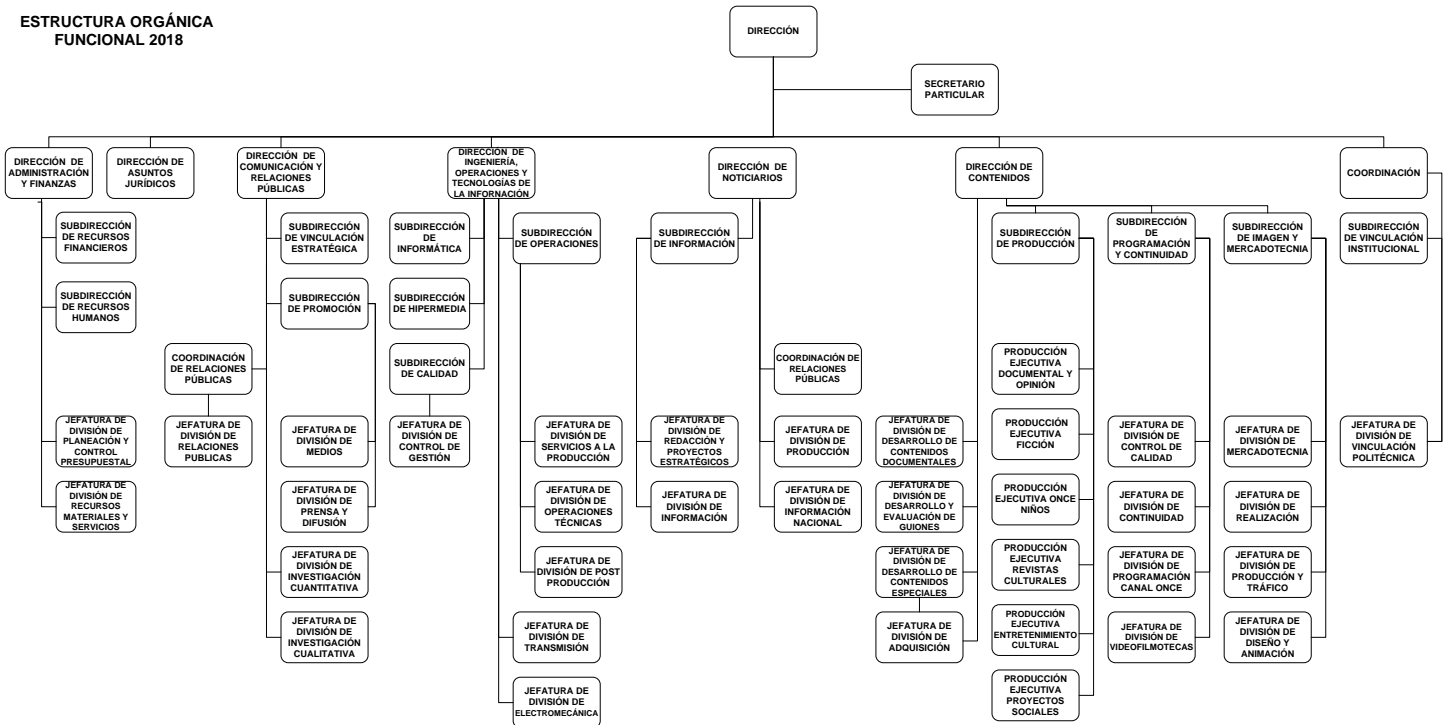 ESTRUCTURA ORGÁNICA
FUNCIONAL 2018
DIRECCIÓN
SECRETARIO
PARTICULAR
DIRECCIÓN DE
ADMINISTRACIÓN
Y FINANZAS
DIRECCIÓN DE
ASUNTOS
JURÍDICOS
DIRECCIÓN DE
COMUNICACIÓN Y
RELACIONES
PÚBLICAS
DIRECCIÓN DE
INGENIERÍA,
OPERACIONES Y
TECNOLOGÍAS DE
LA INFORNACIÓN
DIRECCIÓN DE
NOTICIARIOS
DIRECCIÓN DE
CONTENIDOS
COORDINACIÓN
SUBDIRECCIÓN
DE RECURSOS
FINANCIEROS
SUBDIRECCIÓN
DE VINCULACIÓN
ESTRATÉGICA
SUBDIRECCIÓN
DE
INFORMÁTICA
SUBDIRECCIÓN
DE OPERACIONES
SUBDIRECCIÓN
DE INFORMACIÓN
SUBDIRECCIÓN
DE PRODUCCIÓN
SUBDIRECCIÓN
DE
PROGRAMACIÓN
Y CONTINUIDAD
SUBDIRECCIÓN
DE IMAGEN Y
MERCADOTECNIA
SUBDIRECCIÓN
DE VINCULACIÓN
INSTITUCIONAL
SUBDIRECCIÓN
DE RECURSOS
HUMANOS
SUBDIRECCIÓN
DE PROMOCIÓN
SUBDIRECCIÓN
DE HIPERMEDIA
COORDINACIÓN
DE RELACIONES
PÚBLICAS
SUBDIRECCIÓN
DE CALIDAD
COORDINACIÓN DE
RELACIONES
PÚBLICAS
PRODUCCIÓN
EJECUTIVA
DOCUMENTAL Y
OPINIÓN
JEFATURA DE
DIVISIÓN DE
PLANEACIÓN Y
CONTROL
PRESUPUESTAL
JEFATURA DE
DIVISIÓN DE
RELACIONES
PUBLICAS
JEFATURA DE
DIVISIÓN DE
MEDIOS
JEFATURA DE
DIVISIÓN DE
CONTROL DE
GESTIÓN
JEFATURA DE
DIVISIÓN DE
SERVICIOS A LA
PRODUCCIÓN
JEFATURA DE
DIVISIÓN DE
REDACCIÓN Y
PROYECTOS
ESTRATÉGICOS
JEFATURA DE
DIVISIÓN DE
PRODUCCIÓN
JEFATURA DE
DIVISIÓN DE
DESARROLLO DE
CONTENIDOS
DOCUMENTALES
PRODUCCIÓN
EJECUTIVA
FICCIÓN
JEFATURA DE
DIVISIÓN DE
CONTROL DE
CALIDAD
JEFATURA DE
DIVISIÓN DE
MERCADOTECNIA
JEFATURA DE
DIVISIÓN DE
VINCULACIÓN
POLITÉCNICA
JEFATURA DE
DIVISIÓN DE
RECURSOS
MATERIALES Y
SERVICIOS
JEFATURA DE
DIVISIÓN DE
PRENSA Y
DIFUSIÓN
JEFATURA DE
DIVISIÓN DE
OPERACIONES
TÉCNICAS
JEFATURA DE
DIVISIÓN DE
INFORMACIÓN
JEFATURA DE
DIVISIÓN DE
INFORMACIÓN
NACIONAL
JEFATURA DE
DIVISIÓN DE
DESARROLLO Y
EVALUACIÓN DE
GUIONES
PRODUCCIÓN
EJECUTIVA ONCE
NIÑOS
JEFATURA DE
DIVISIÓN DE
CONTINUIDAD
JEFATURA DE
DIVISIÓN DE
REALIZACIÓN
JEFATURA DE
DIVISIÓN DE
INVESTIGACIÓN
CUANTITATIVA
JEFATURA DE
DIVISIÓN DE POST
PRODUCCIÓN
JEFATURA DE
DIVISIÓN DE
DESARROLLO DE
CONTENIDOS
ESPECIALES
PRODUCCIÓN
EJECUTIVA
REVISTAS
CULTURALES
JEFATURA DE
DIVISIÓN DE
PROGRAMACIÓN
CANAL ONCE
JEFATURA DE
DIVISIÓN DE
PRODUCCIÓN Y
TRÁFICO
JEFATURA DE
DIVISIÓN DE
INVESTIGACIÓN
CUALITATIVA
JEFATURA DE
DIVISIÓN DE
TRANSMISIÓN
JEFATURA DE
DIVISIÓN DE
ADQUISICIÓN
PRODUCCIÓN
EJECUTIVA
ENTRETENIMIENTO
CULTURAL
JEFATURA DE
DIVISIÓN DE
VIDEOFILMOTECAS
JEFATURA DE
DIVISIÓN DE
DISEÑO Y
ANIMACIÓN
JEFATURA DE
DIVISIÓN DE
ELECTROMECÁNICA
PRODUCCIÓN
EJECUTIVA
PROYECTOS
SOCIALES